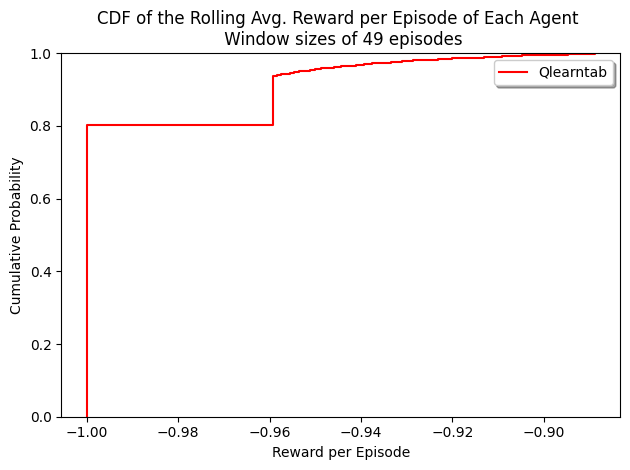 CDF of the Rolling Avg. Reward per Episode of Each Agent
Window sizes of 49 episodes
Qlearntab
Cumulative Probability
1.0
0.8
0.6
0.4
0.2
0.0
−1.00 −0.98 −0.96 −0.94 −0.92 −0.90
Reward per Episode